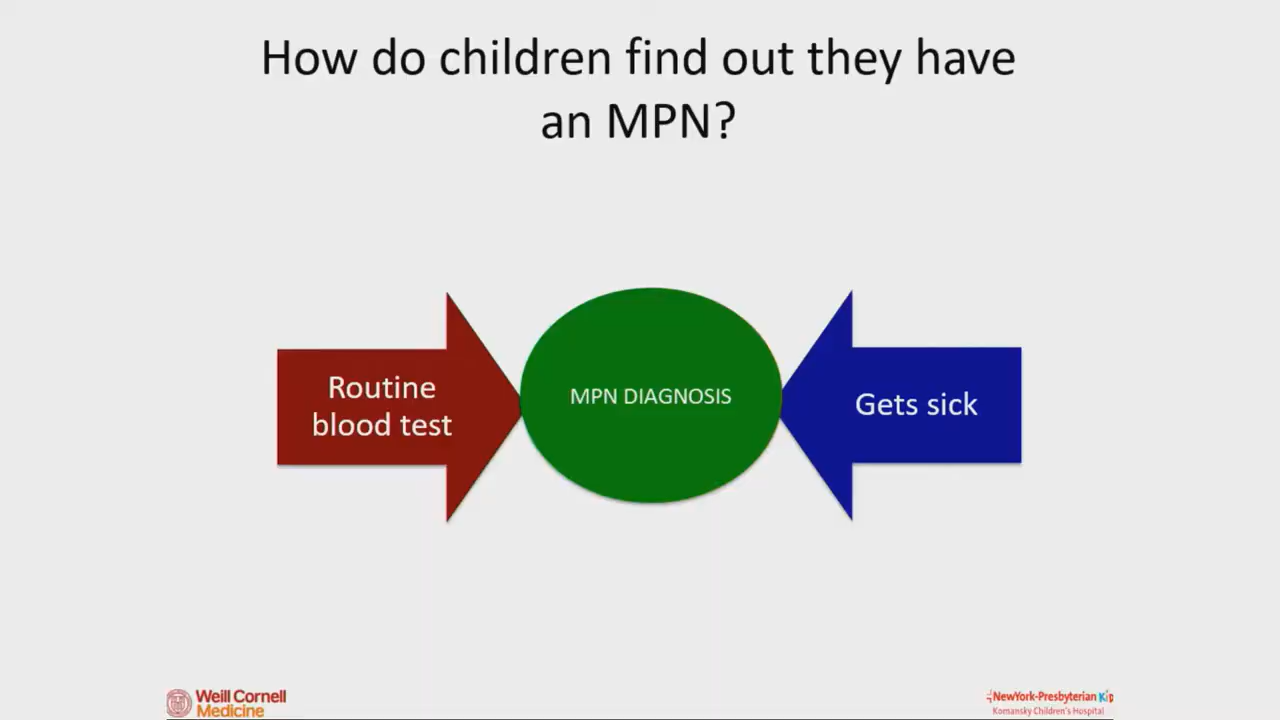 How do children find out they have
an MPN?
Routine
blood test
MPN DIAGNOSIS
Gets sick
Weill Cornell
Medicine
NewYork-Presbyterian
Komansky Children's Hospital